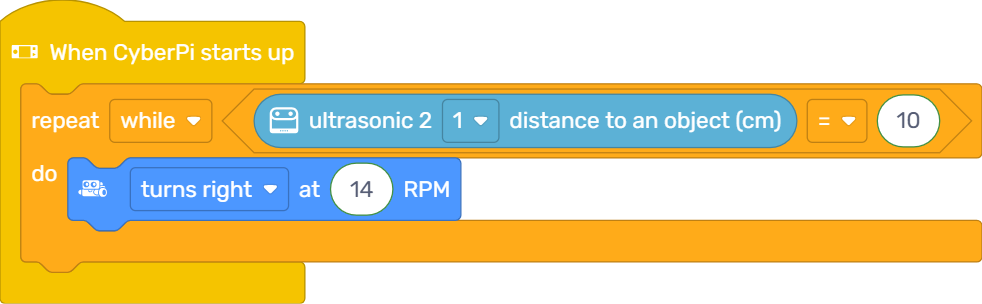 When CyberPi starts up
repeat while ultrasonic 2 1 distance to an object (cm) = 10
do
turns right at 14 RPM